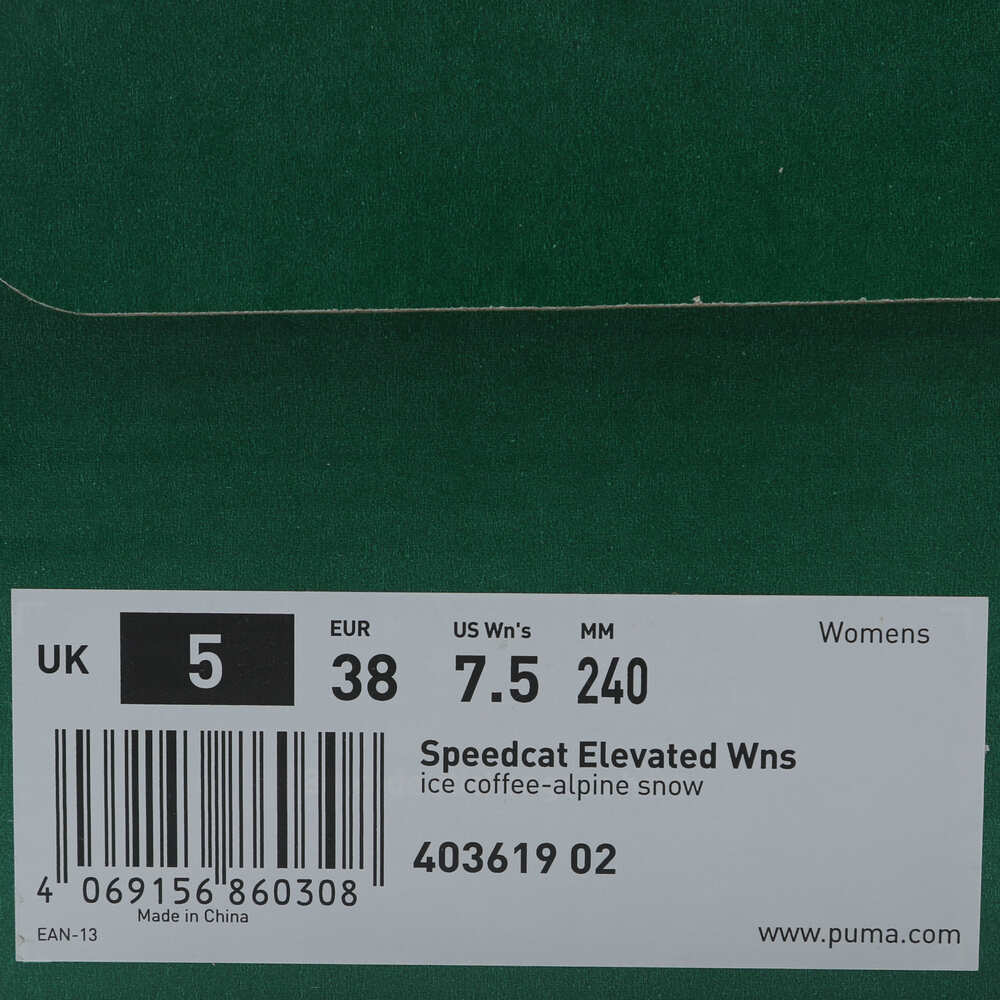 UK 5 EUR 38 US Wn's 7.5 MM 240 Womens
Speedcat Elevated Wns
ice coffee-alpine snow
403619 02
4 069156 860308
Made in China
EAN-13
www.puma.com